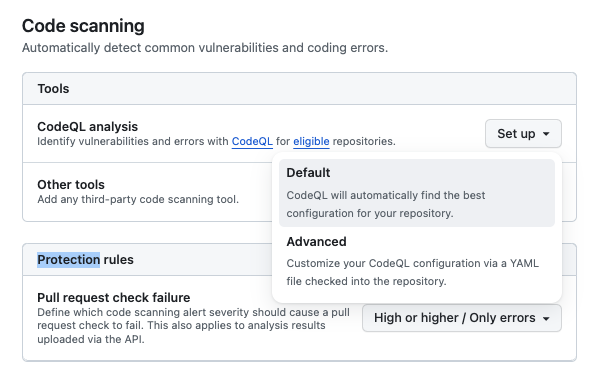 Code scanning
Automatically detect common vulnerabilities and coding errors.
Tools
CodeQL analysis
Identify vulnerabilities and errors with CodeQL for eligible repositories.
Set up
Other tools
Add any third-party code scanning tool.
Default
CodeQL will automatically find the best
configuration for your repository.
Advanced
Customize your CodeQL configuration via a YAML
file checked into the repository.
Protection rules
Pull request check failure
Define which code scanning alert severity should cause a pull
request check to fail. This also applies to analysis results
uploaded via the API.
High or higher / Only errors